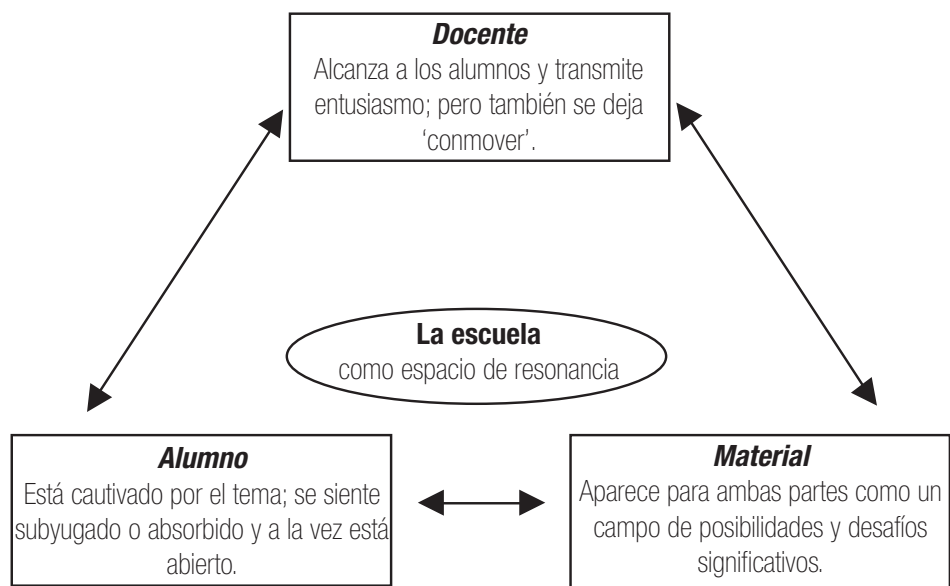 Docente
Alcanza a los alumnos y transmite
entusiasmo; pero también se deja
‘conmover’.
La escuela
como espacio de resonancia
Alumno
Está cautivado por el tema; se siente
subyugado o absorbido y a la vez está
abierto.
Material
Aparece para ambas partes como un
campo de posibilidades y desafíos
significativos.